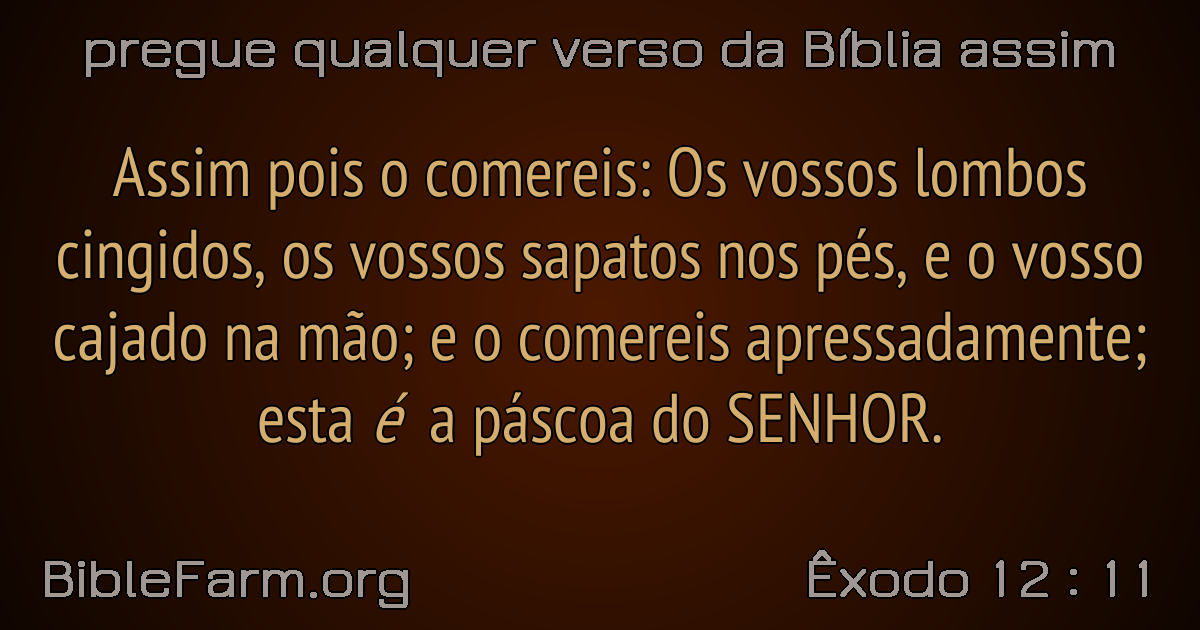 pregue qualquer verso da Bíblia assim
Assim pois o comereis: Os vossos lombos
cingidos, os vossos sapatos nos pés, e o vosso
cajado na mão; e o comereis apressadamente;
esta é a páscoa do SENHOR.
BibleFarm.org
Êxodo 12 : 11